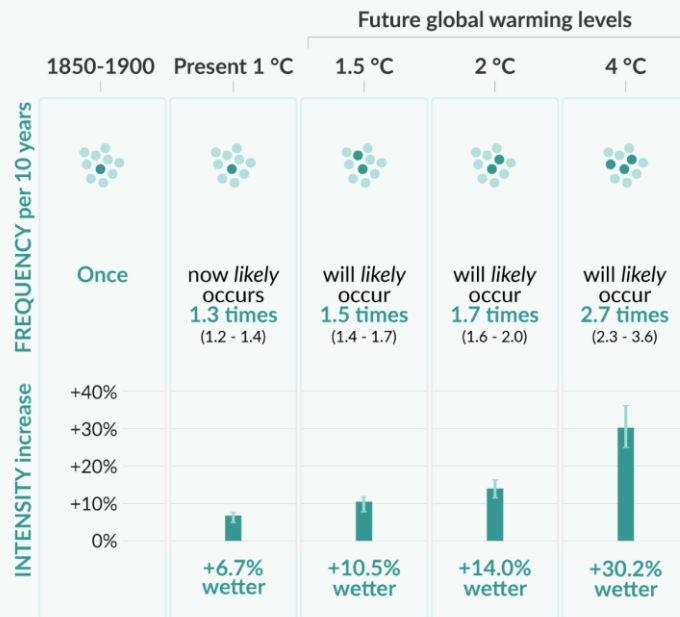 Future global warming levels
1850-1900
Present 1 °C
1.5 °C
2 °C
4 °C
FREQUENCY per 10 years
Once
now likely
occurs
1.3 times
(1.2 - 1.4)
will likely
occur
1.5 times
(1.4 - 1.7)
will likely
occur
1.7 times
(1.6 - 2.0)
will likely
occur
2.7 times
(2.3 - 3.6)
INTENSITY increase
+40%
+30%
+20%
+10%
0%
+6.7%
wetter
+10.5%
wetter
+14.0%
wetter
+30.2%
wetter